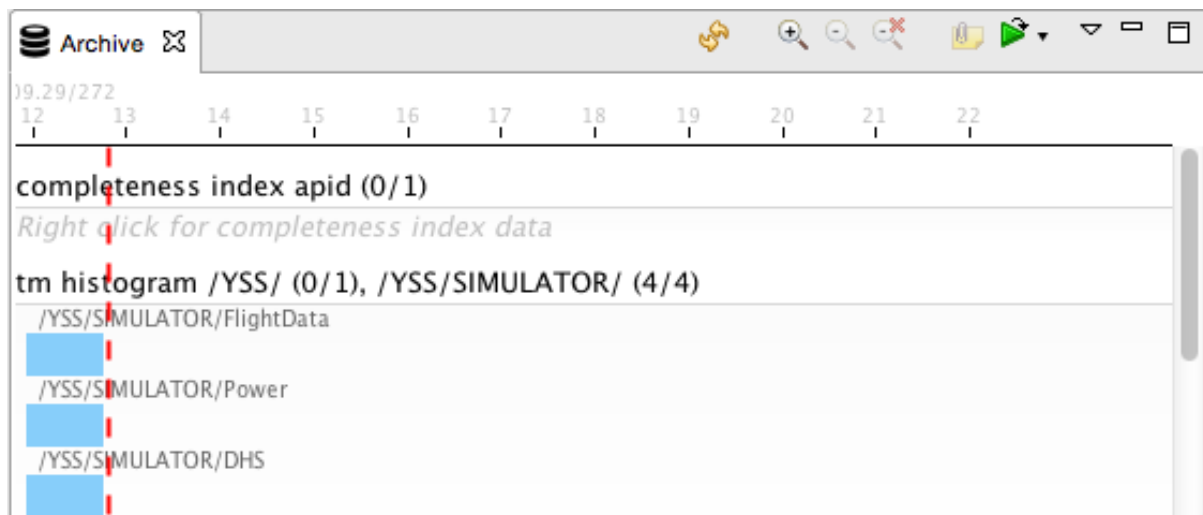 Archive
09.29/272
12 13 14 15 16 17 18 19 20 21 22
completeness index apid (0/1)
Right click for completeness index data
tm histogram /YSS/ (0/1), /YSS/SIMULATOR/ (4/4)
/YSS/SIMULATOR/FlightData
/YSS/SIMULATOR/Power
/YSS/SIMULATOR/DHS